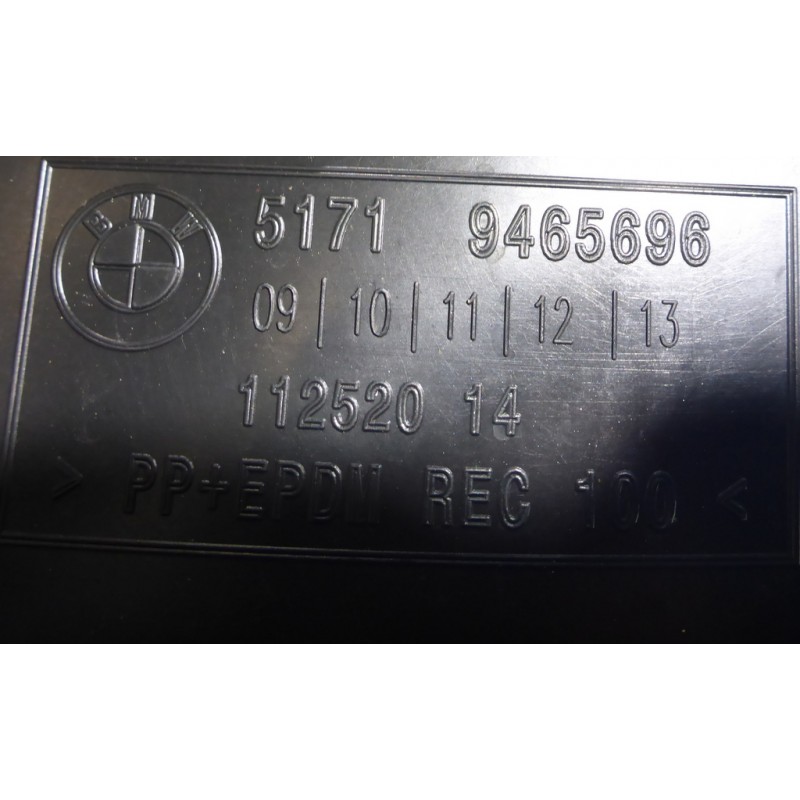 BMW
5171 9465696
09 | 10 | 11 | 12 | 13
112520 14
> PP+EPDM REC 100 <